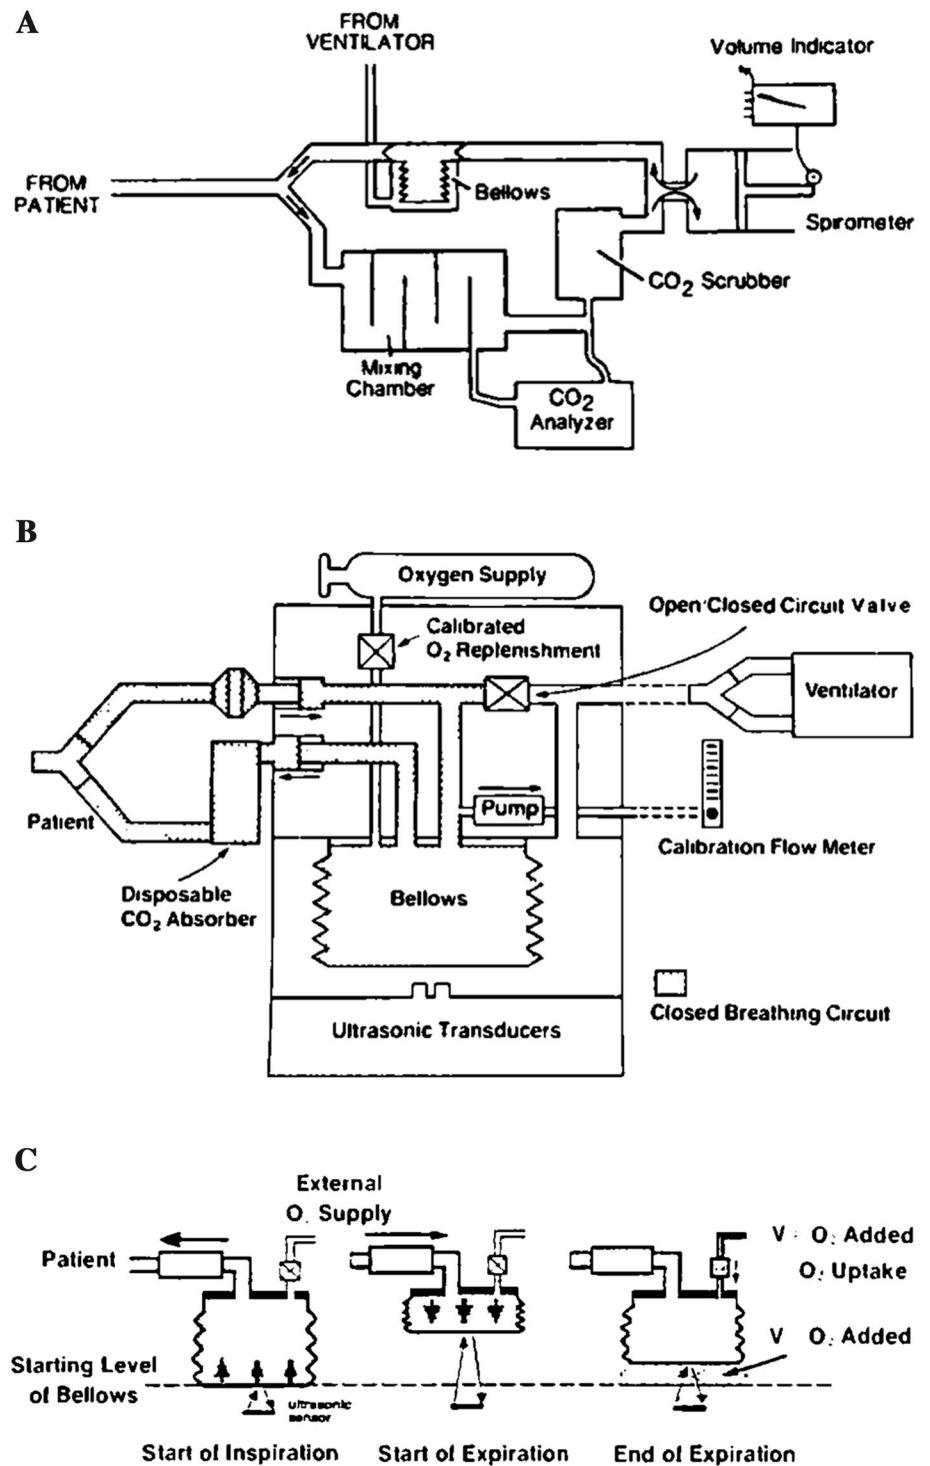 A
FROM
VENTILATOR
Volume Indicator
FROM
PATIENT
Bellows
Spirometer
CO2 Scrubber
Mixing
Chamber
CO2
Analyzer
B
Oxygen Supply
Open/Closed Circuit Valve
Calibrated
O2 Replenishment
Ventilator
Pump
Patient
Calibration Flow Meter
Disposable
CO2 Absorber
Bellows
Closed Breathing Circuit
Ultrasonic Transducers
C
External
O2 Supply
V = O2 Added
Patient
O2 Uptake
V O2 Added
Starting Level
of Bellows
ultrasonic
sensor
Start of Inspiration
Start of Expiration
End of Expiration